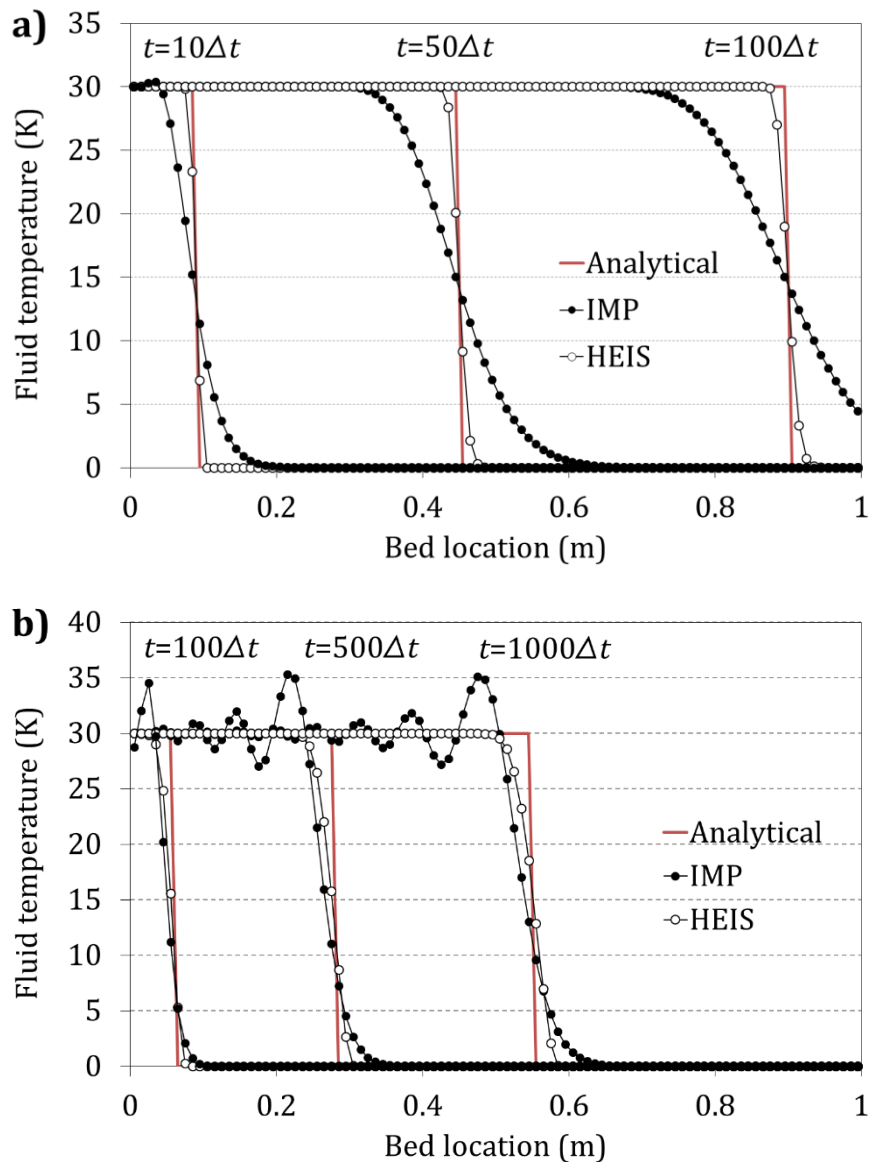 a)
t=10Δt
t=50Δt
t=100Δt
35
30
25
20
15
10
5
0
Fluid temperature (K)
Analytical
IMP
HEIS
0
0.2
0.4
0.6
0.8
1
Bed location (m)
b)
t=100Δt
t=500Δt
t=1000Δt
40
35
30
25
20
15
10
5
0
Fluid temperature (K)
Analytical
IMP
HEIS
0
0.2
0.4
0.6
0.8
1
Bed location (m)